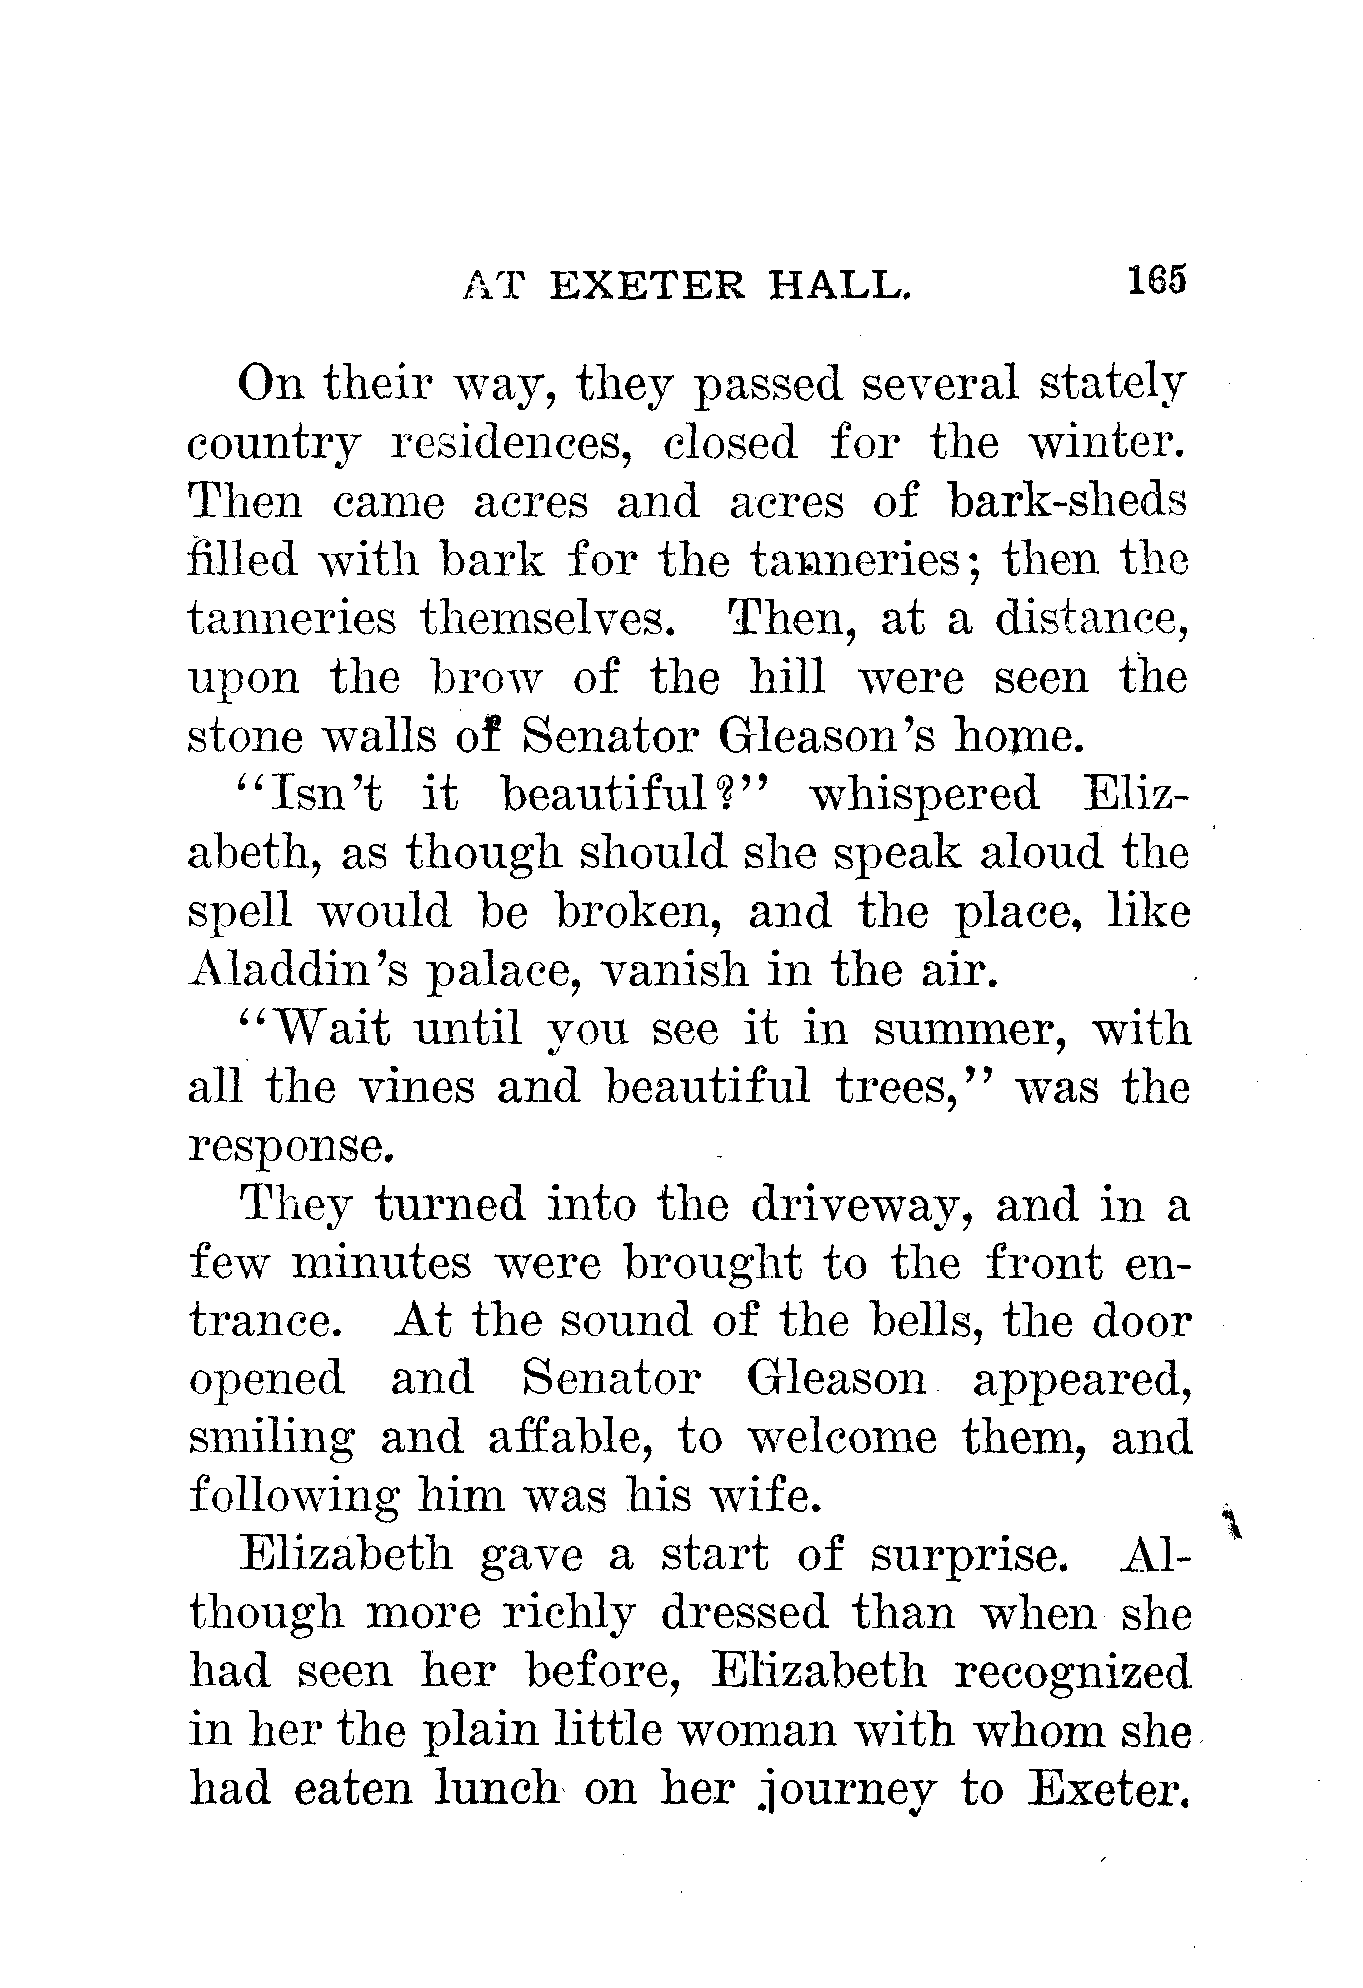 AT EXETER HALL. 165
On their way, they passed several stately
country residences, closed for the winter.
Then came acres and acres of bark-sheds
filled with bark for the tanneries; then the
tanneries themselves. Then, at a distance,
upon the brow of the hill were seen the
stone walls of Senator Gleason's home.
"Isn't it beautiful?" whispered Eliz-
abeth, as though should she speak aloud the
spell would be broken, and the place, like
Aladdin's palace, vanish in the air.
"Wait until you see it in summer, with
all the vines and beautiful trees," was the
response.
They turned into the driveway, and in a
few minutes were brought to the front en-
trance. At the sound of the bells, the door
opened and Senator Gleason appeared,
smiling and affable, to welcome them, and
following him was his wife.
Elizabeth gave a start of surprise. Al-
though more richly dressed than when she
had seen her before, Elizabeth recognized
in her the plain little woman with whom she
had eaten lunch on her journey to Exeter.